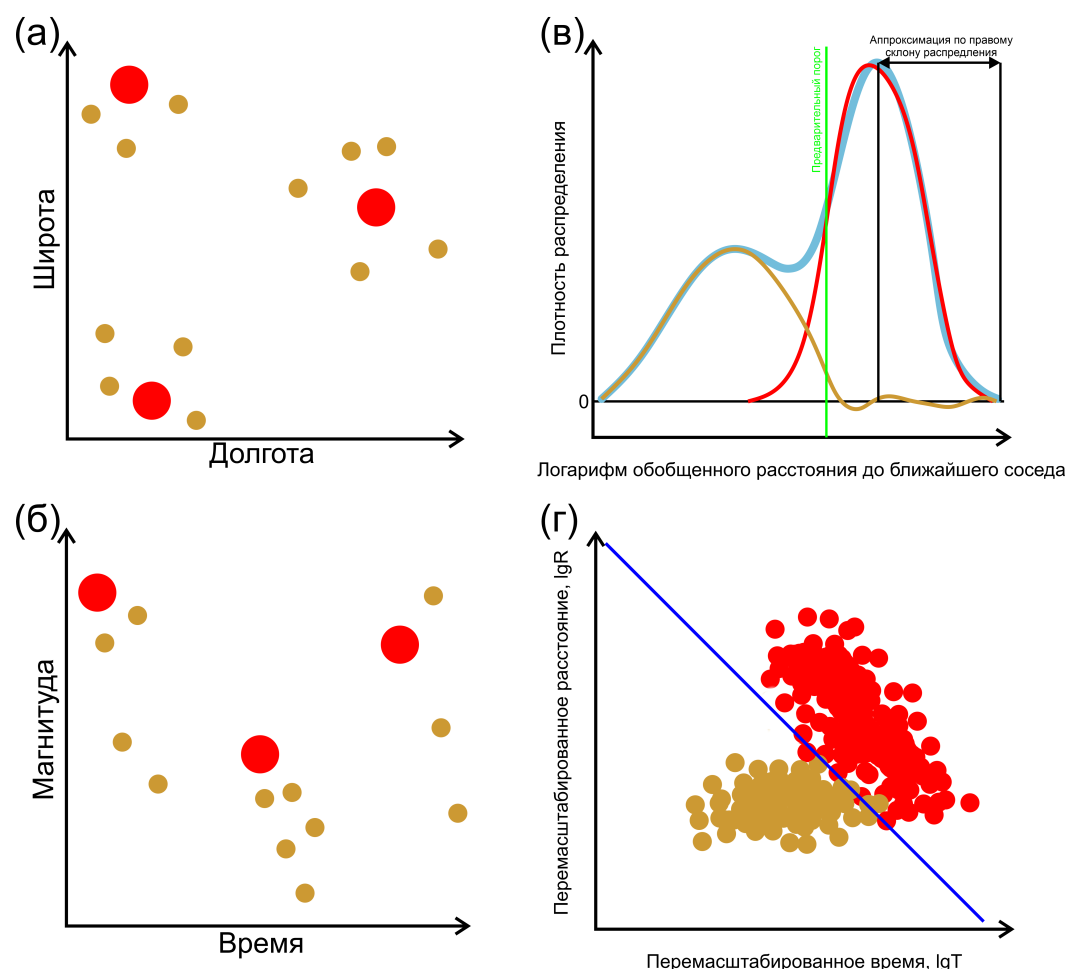 (а)
Широта
Долгота
(в)
Аппроксимация по правому
склону распредления
Предварительный порог
Плотность распределения
0
Логарифм обобщенного расстояния до ближайшего соседа
(б)
Магнитуда
Время
(г)
Перемасштабированное расстояние, lgR
Перемасштабированное время, lgT